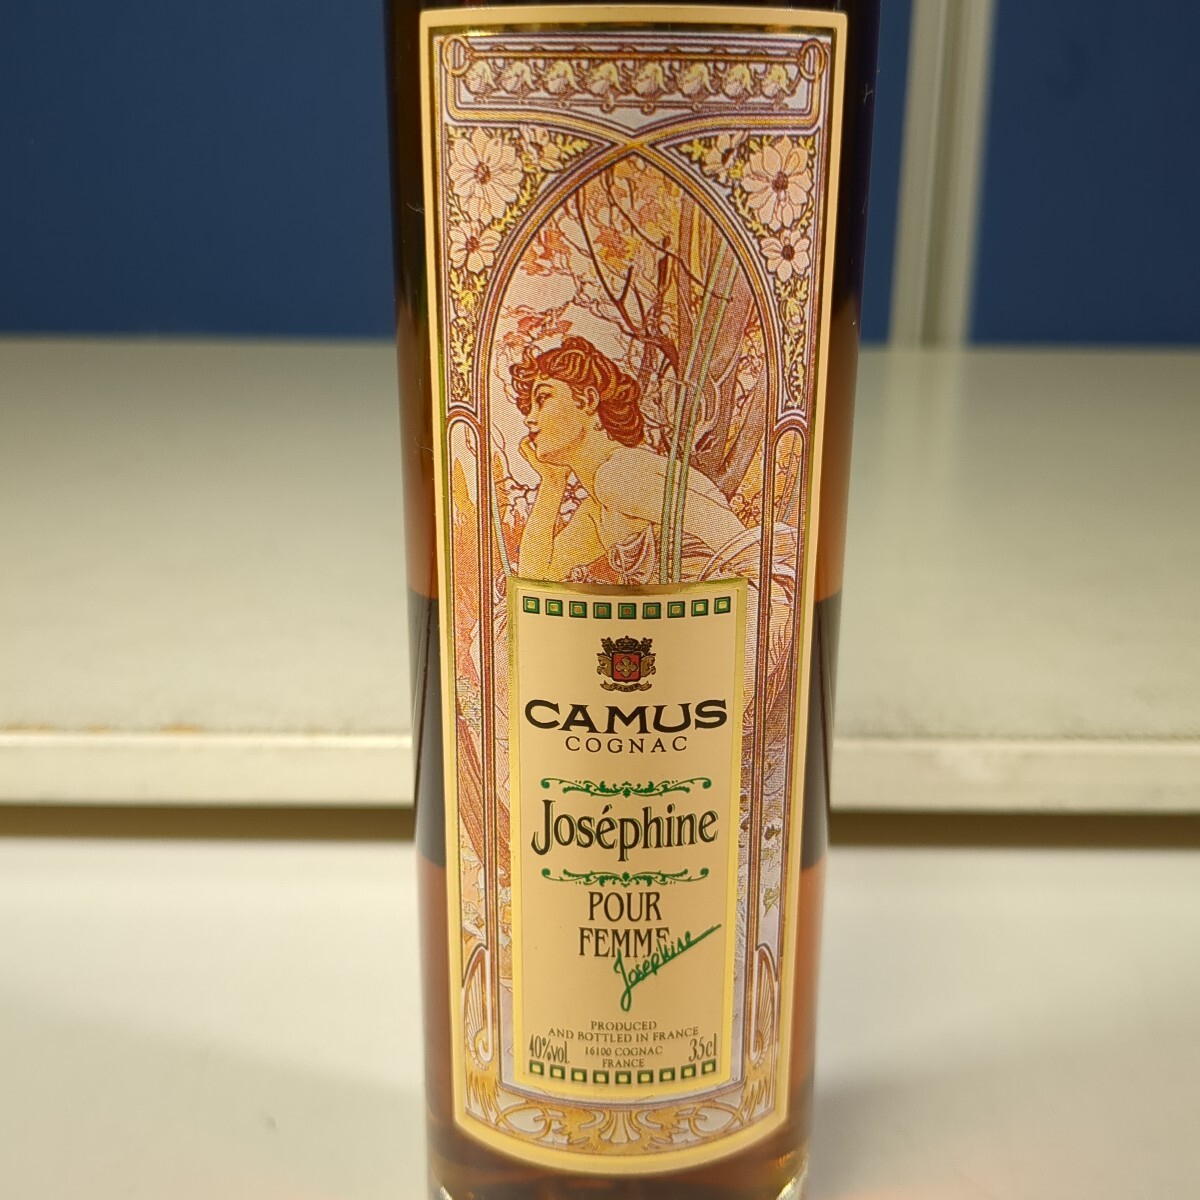 CAMUS
COGNAC
Joséphine
POUR
FEMME
Joséphine
PRODUCED
AND BOTTLED IN FRANCE
40%vol 16100 COGNAC 35cl
FRANCE